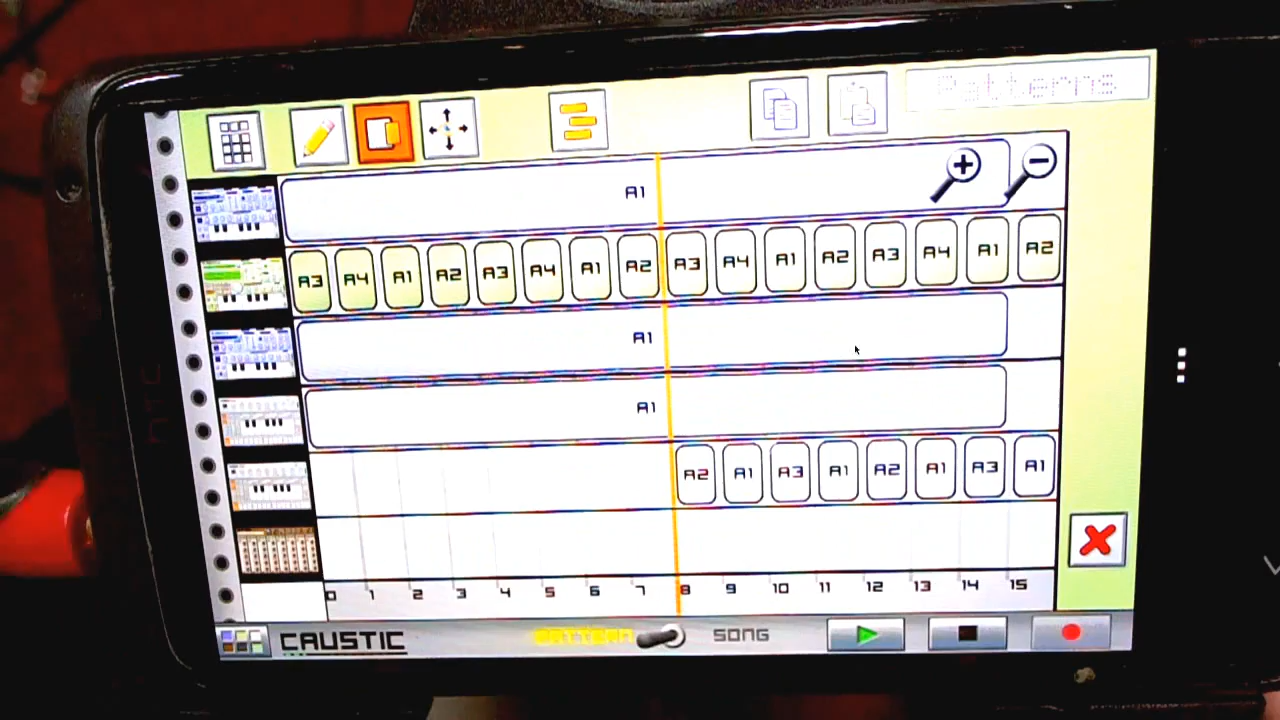 Patterns
A1
A3 A4 A1 A2 A3 A4 A1 A2 A3 A4 A1 A2 A3 A4 A1 A2
A1
A1
A2 A1 A3 A1 A2 A1 A3 A1
0 1 2 3 4 5 6 7 8 9 10 11 12 13 14 15
CAUSTIC PATTERN SONG
hTC